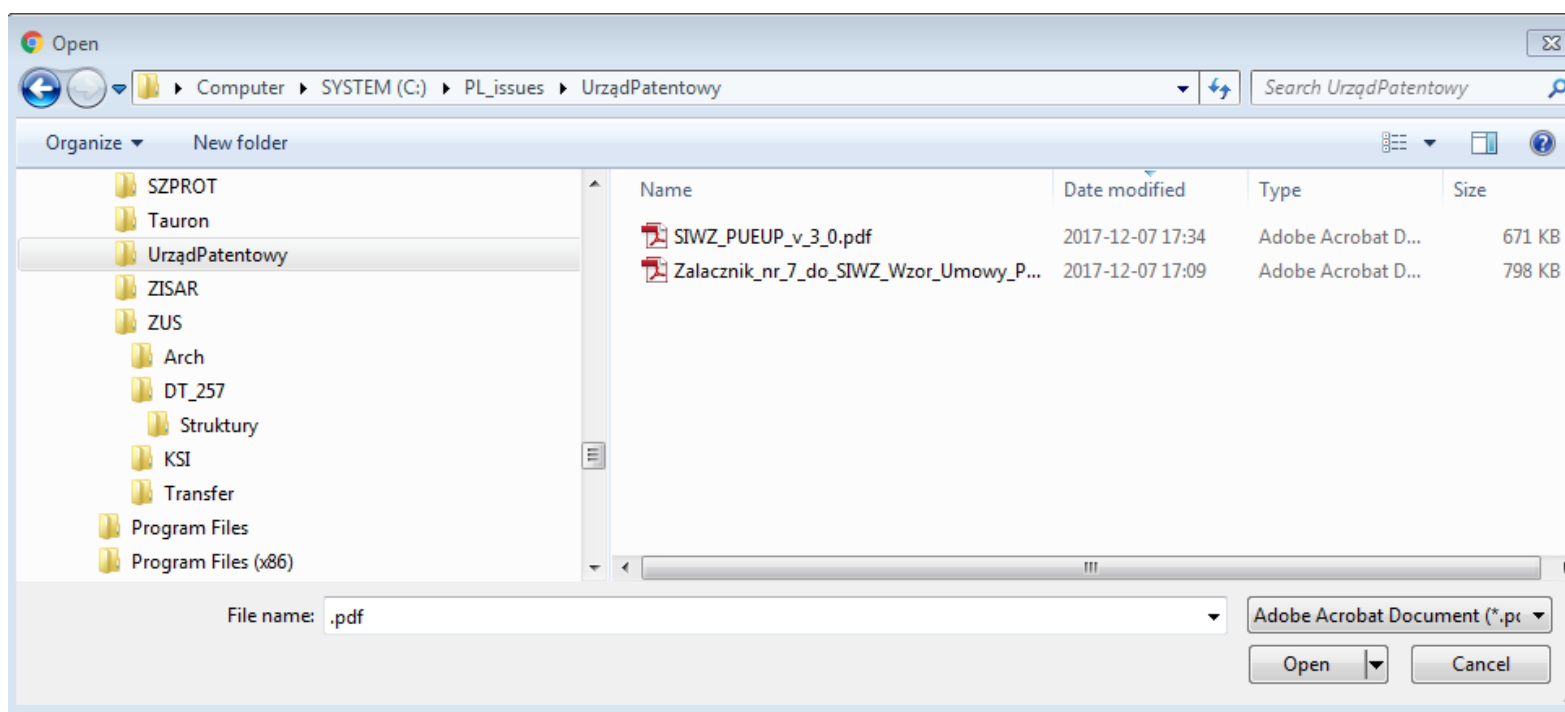 Open
Computer SYSTEM (C:) PL_issues UrządPatentowy
Search UrządPatentowy
Organize New folder
SZPROT
Tauron
UrządPatentowy
ZISAR
ZUS
Arch
DT_257
Struktury
KSI
Transfer
Program Files
Program Files (x86)
Name Date modified Type Size
SIWZ_PUEUP_v_3_0.pdf 2017-12-07 17:34 Adobe Acrobat D... 671 KB
Zalacznik_nr_7_do_SIWZ_Wzor_Umowy_P... 2017-12-07 17:09 Adobe Acrobat D... 798 KB
File name: .pdf
Adobe Acrobat Document (*.pc
Open Cancel